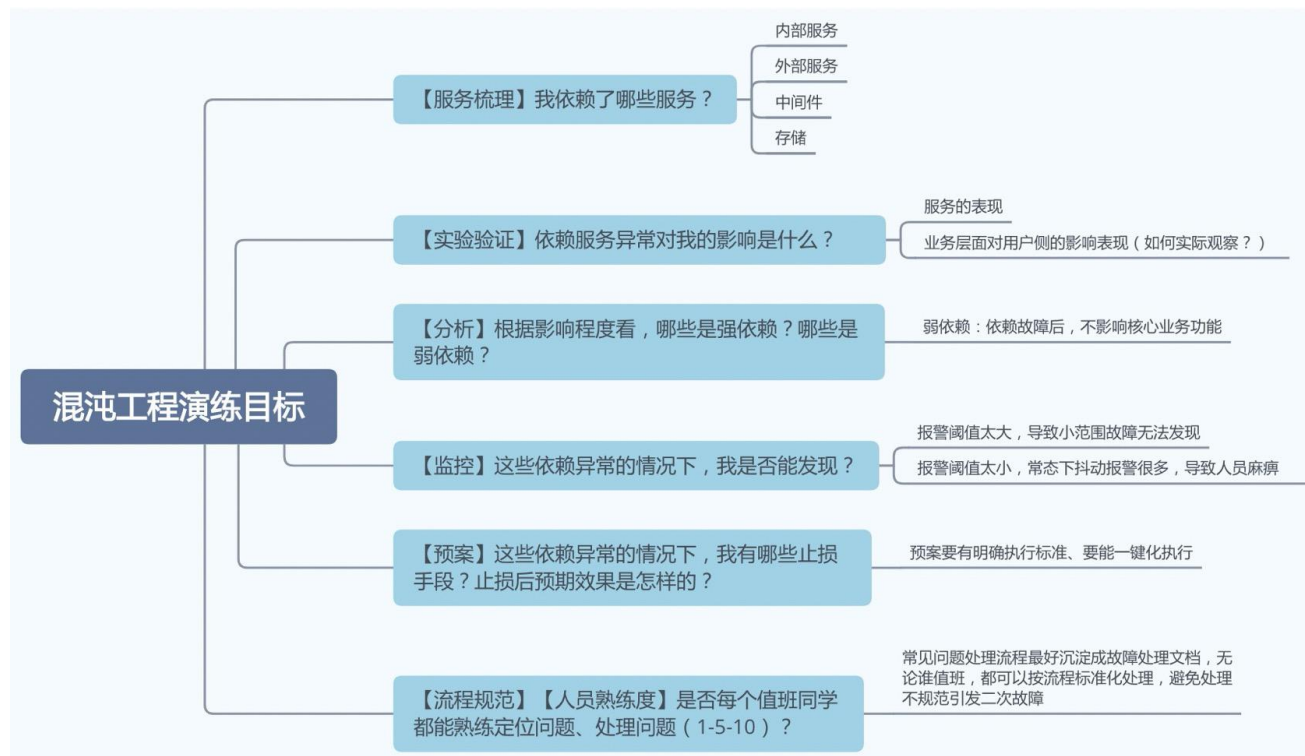 混沌工程演练目标
【服务梳理】我依赖了哪些服务？
内部服务
外部服务
中间件
存储
【实验验证】依赖服务异常对我的影响是什么？
服务的表现
业务层面对用户侧的影响表现（如何实际观察？）
【分析】根据影响程度看，哪些是强依赖？哪些是
弱依赖？
弱依赖：依赖故障后，不影响核心业务功能
【监控】这些依赖异常的情况下，我是否能发现？
报警阈值太大，导致小范围故障无法发现
报警阈值太小，常态下抖动报警很多，导致人员麻痹
【预案】这些依赖异常的情况下，我有哪些止损
手段？止损后预期效果是怎样的？
预案要有明确执行标准、要能一键化执行
【流程规范】【人员熟练度】是否每个值班同学
都能熟练定位问题、处理问题（1-5-10）？
常见问题处理流程最好沉淀成故障处理文档，无
论谁值班，都可以按流程标准化处理，避免处理
不规范引发二次故障